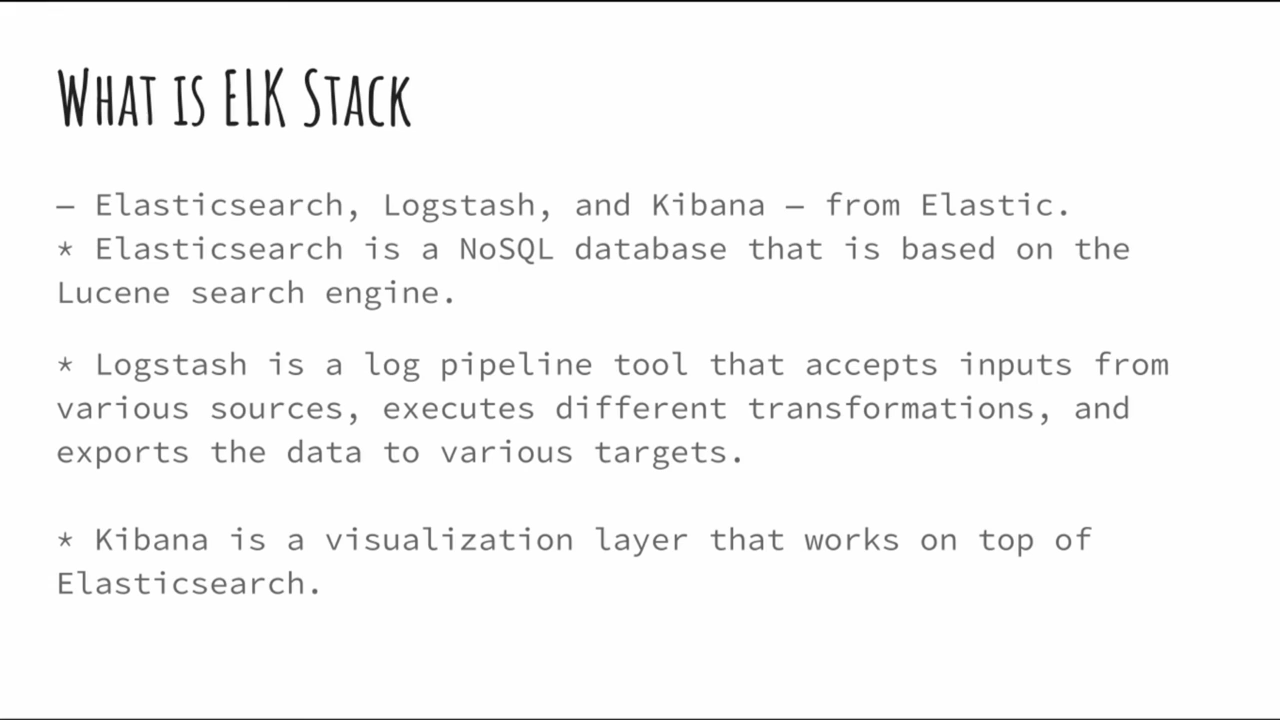 What is ELK Stack
– Elasticsearch, Logstash, and Kibana – from Elastic.
* Elasticsearch is a NoSQL database that is based on the
Lucene search engine.
* Logstash is a log pipeline tool that accepts inputs from
various sources, executes different transformations, and
exports the data to various targets.
* Kibana is a visualization layer that works on top of
Elasticsearch.